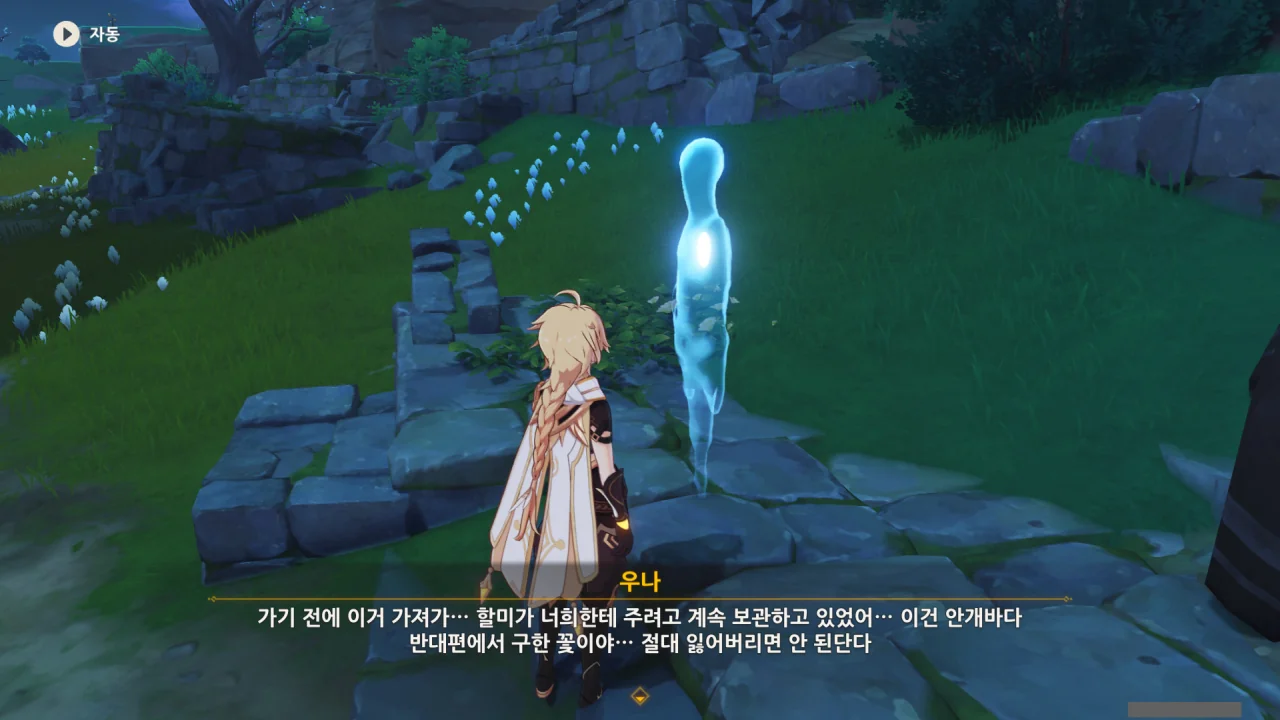 자동
우나
가기 전에 이거 가져가… 할미가 너희한테 주려고 계속 보관하고 있었어… 이건 안개바다
반대편에서 구한 꽃이야… 절대 잃어버리면 안 된단다